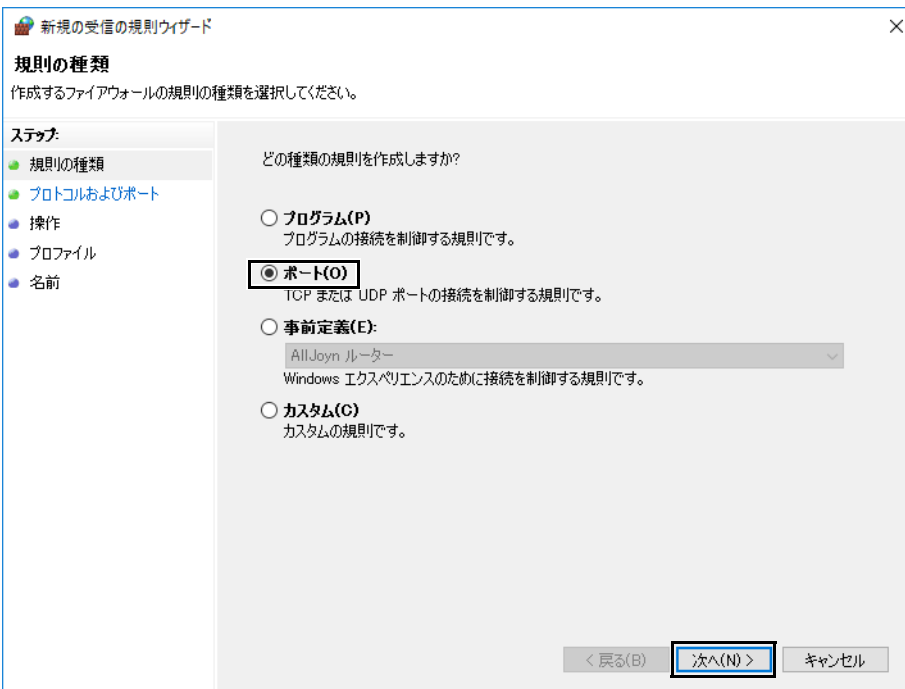 新規の受信の規則ウィザード
規則の種類
作成するファイアウォールの規則の種類を選択してください。
ステップ:
規則の種類
プロトコルおよびポート
操作
プロファイル
名前
どの種類の規則を作成しますか?
プログラム(P)
プログラムの接続を制御する規則です。
ポート(O)
TCP または UDP ポートの接続を制御する規則です。
事前定義(E):
AllJoyn ルーター
Windows エクスペリエンスのために接続を制御する規則です。
カスタム(C)
カスタムの規則です。
< 戻る(B) 次へ(N) > キャンセル